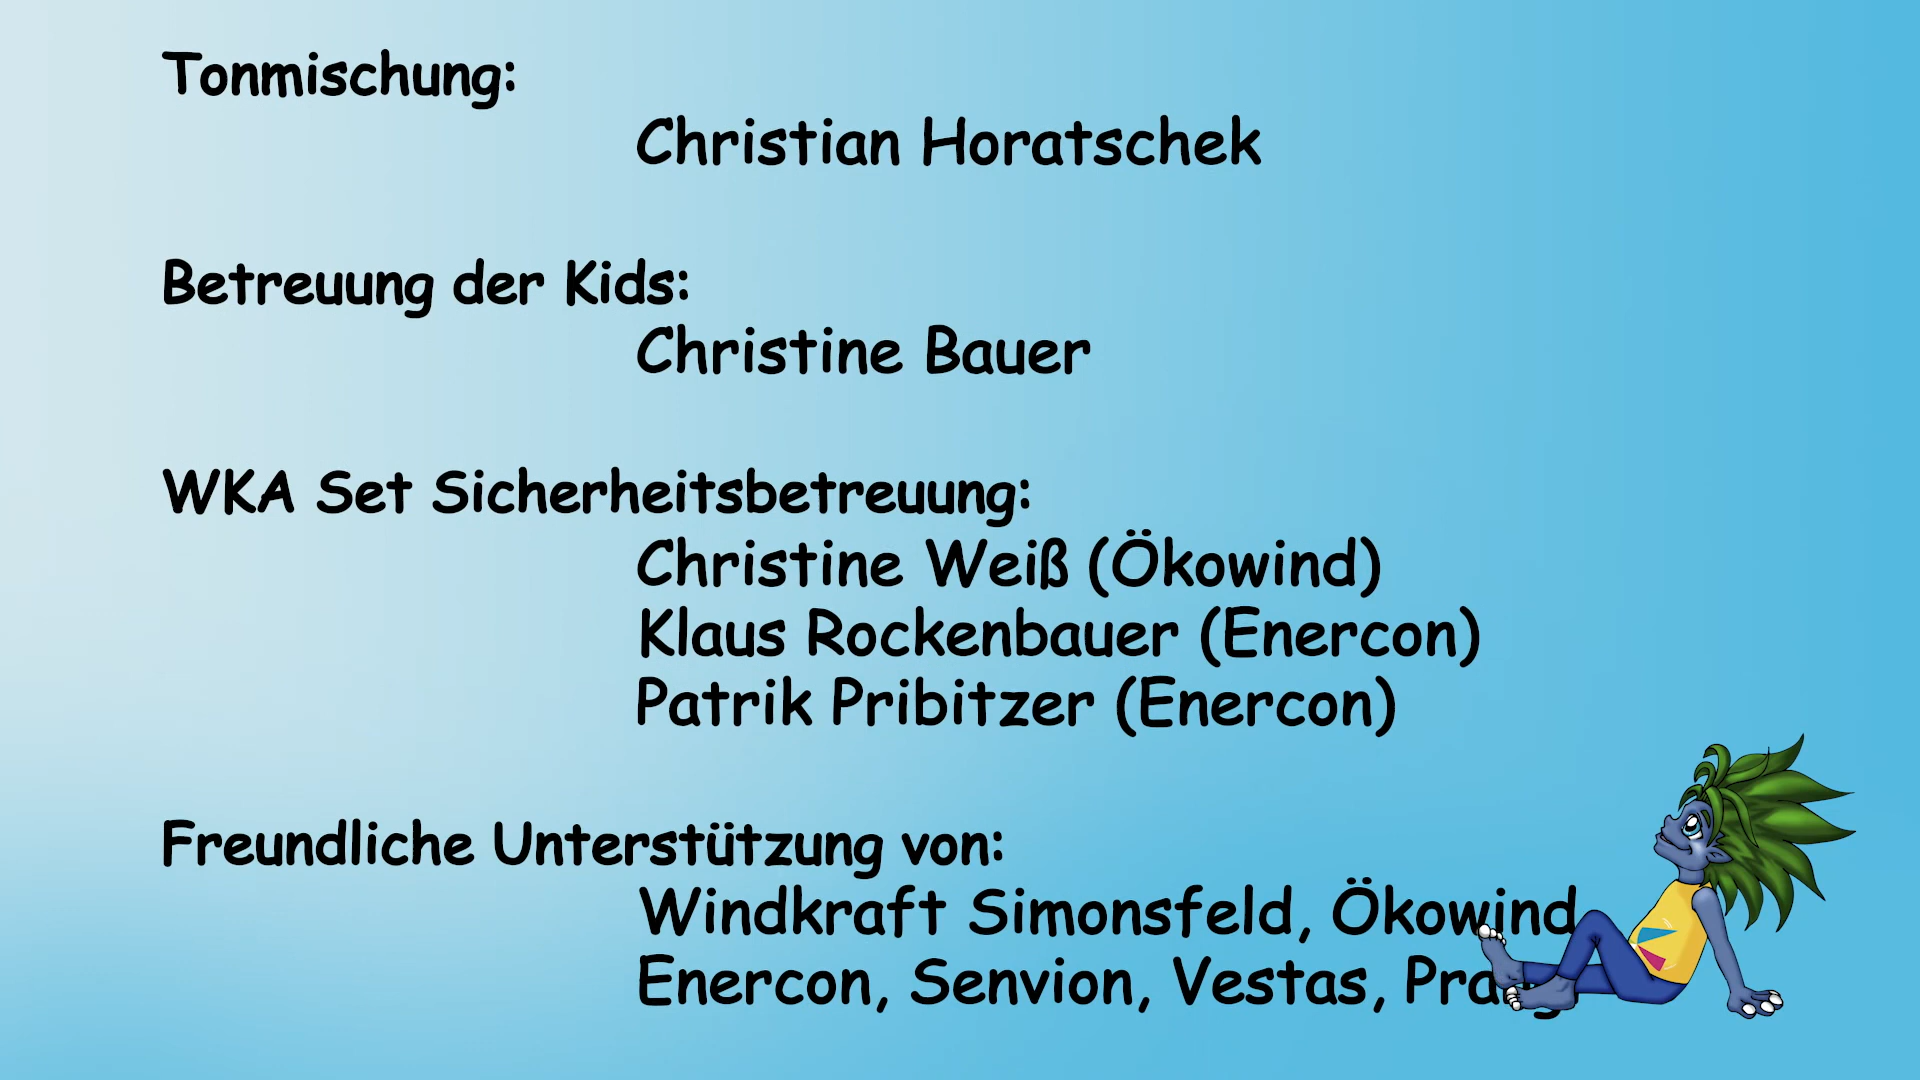 Tonmischung:
Christian Horatschek
Betreuung der Kids:
Christine Bauer
WKA Set Sicherheitsbetreuung:
Christine Weiß (Ökowind)
Klaus Rockenbauer (Enercon)
Patrik Pribitzer (Enercon)
Freundliche Unterstützung von:
Windkraft Simonsfeld, Ökowind
Enercon, Senvion, Vestas,